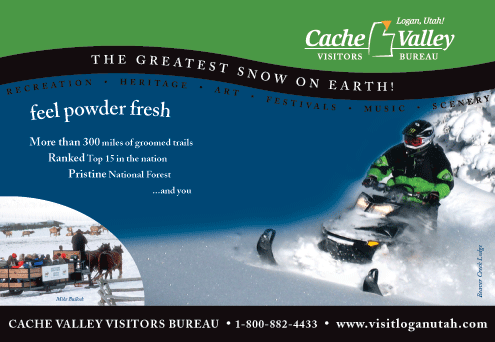 Logan, Utah!
Cache Valley
VISITORS BUREAU
THE GREATEST SNOW ON EARTH!
RECREATION • HERITAGE • ART • FESTIVALS • MUSIC • SCENERY
feel powder fresh
More than 300 miles of groomed trails
Ranked Top 15 in the nation
Pristine National Forest
...and you
Mike Bullock
Beaver Creek Lodge
CACHE VALLEY VISITORS BUREAU • 1-800-882-4433 • www.visitloganutah.com